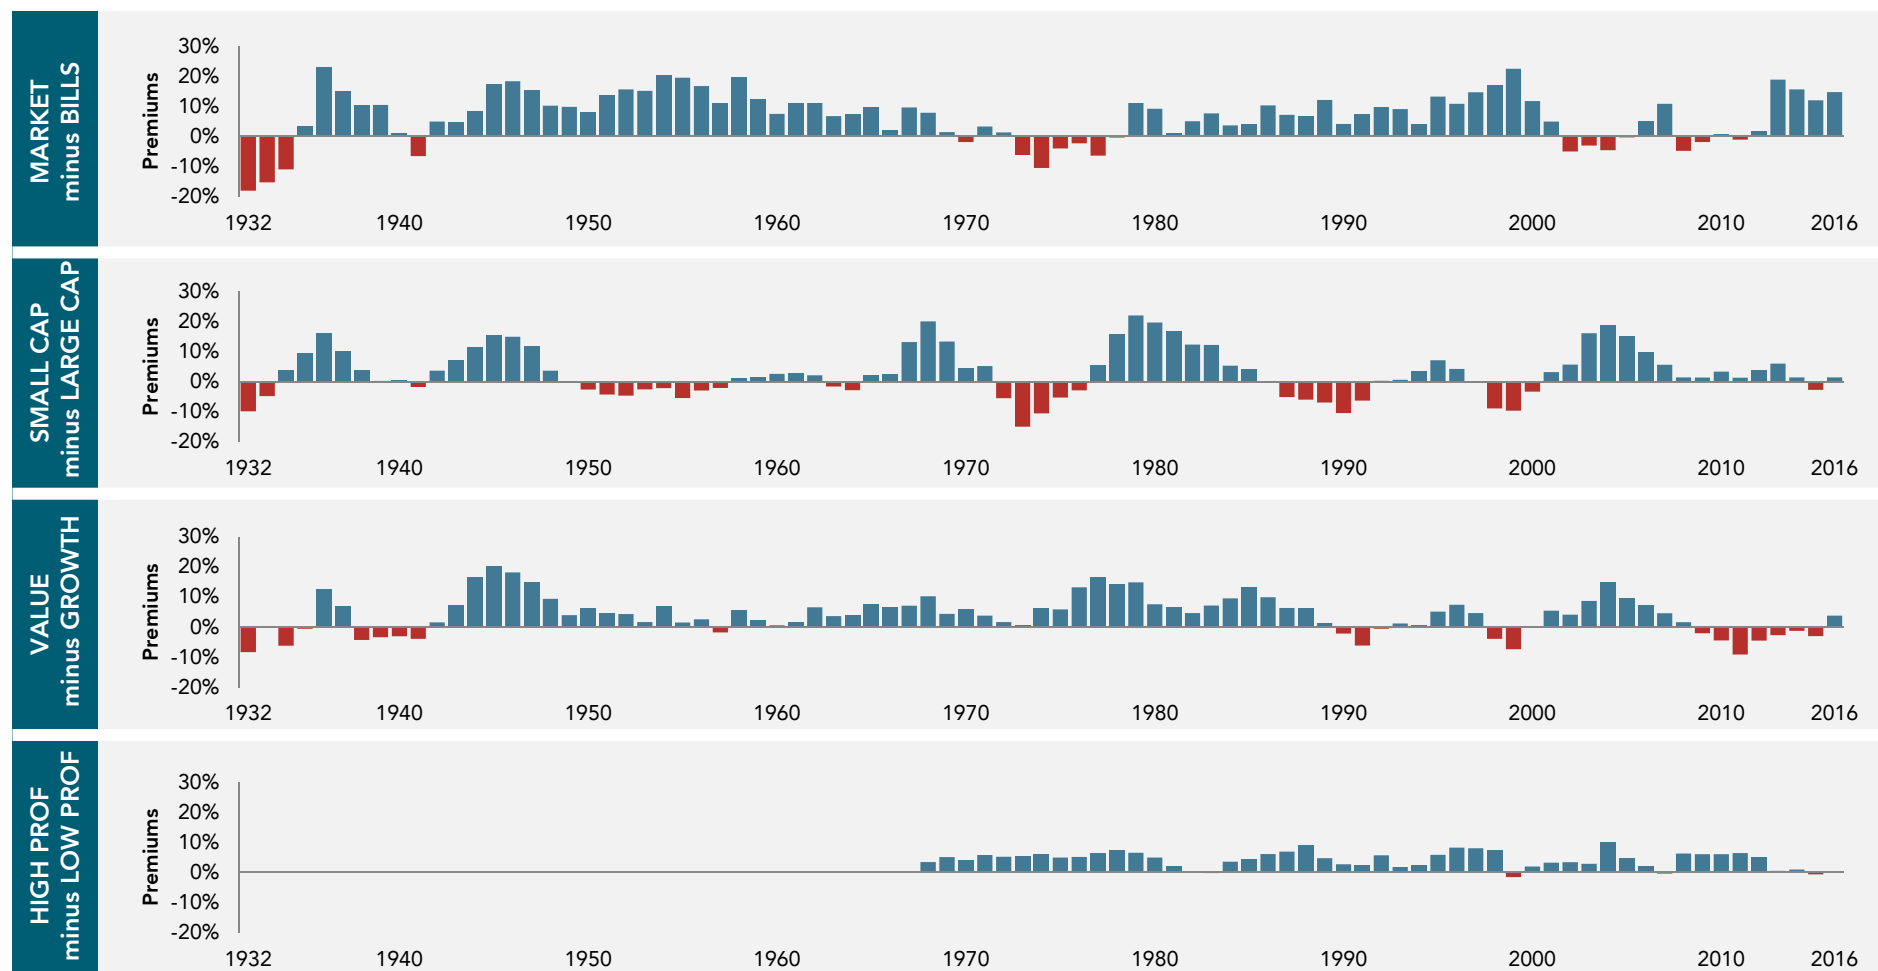 MARKET
minus BILLS
Premiums
30%
20%
10%
0%
-10%
-20%
1932 1940 1950 1960 1970 1980 1990 2000 2010 2016
SMALL CAP
minus LARGE CAP
Premiums
30%
20%
10%
0%
-10%
-20%
1932 1940 1950 1960 1970 1980 1990 2000 2010 2016
VALUE
minus GROWTH
Premiums
30%
20%
10%
0%
-10%
-20%
1932 1940 1950 1960 1970 1980 1990 2000 2010 2016
HIGH PROF
minus LOW PROF
Premiums
30%
20%
10%
0%
-10%
-20%
1932 1940 1950 1960 1970 1980 1990 2000 2010 2016